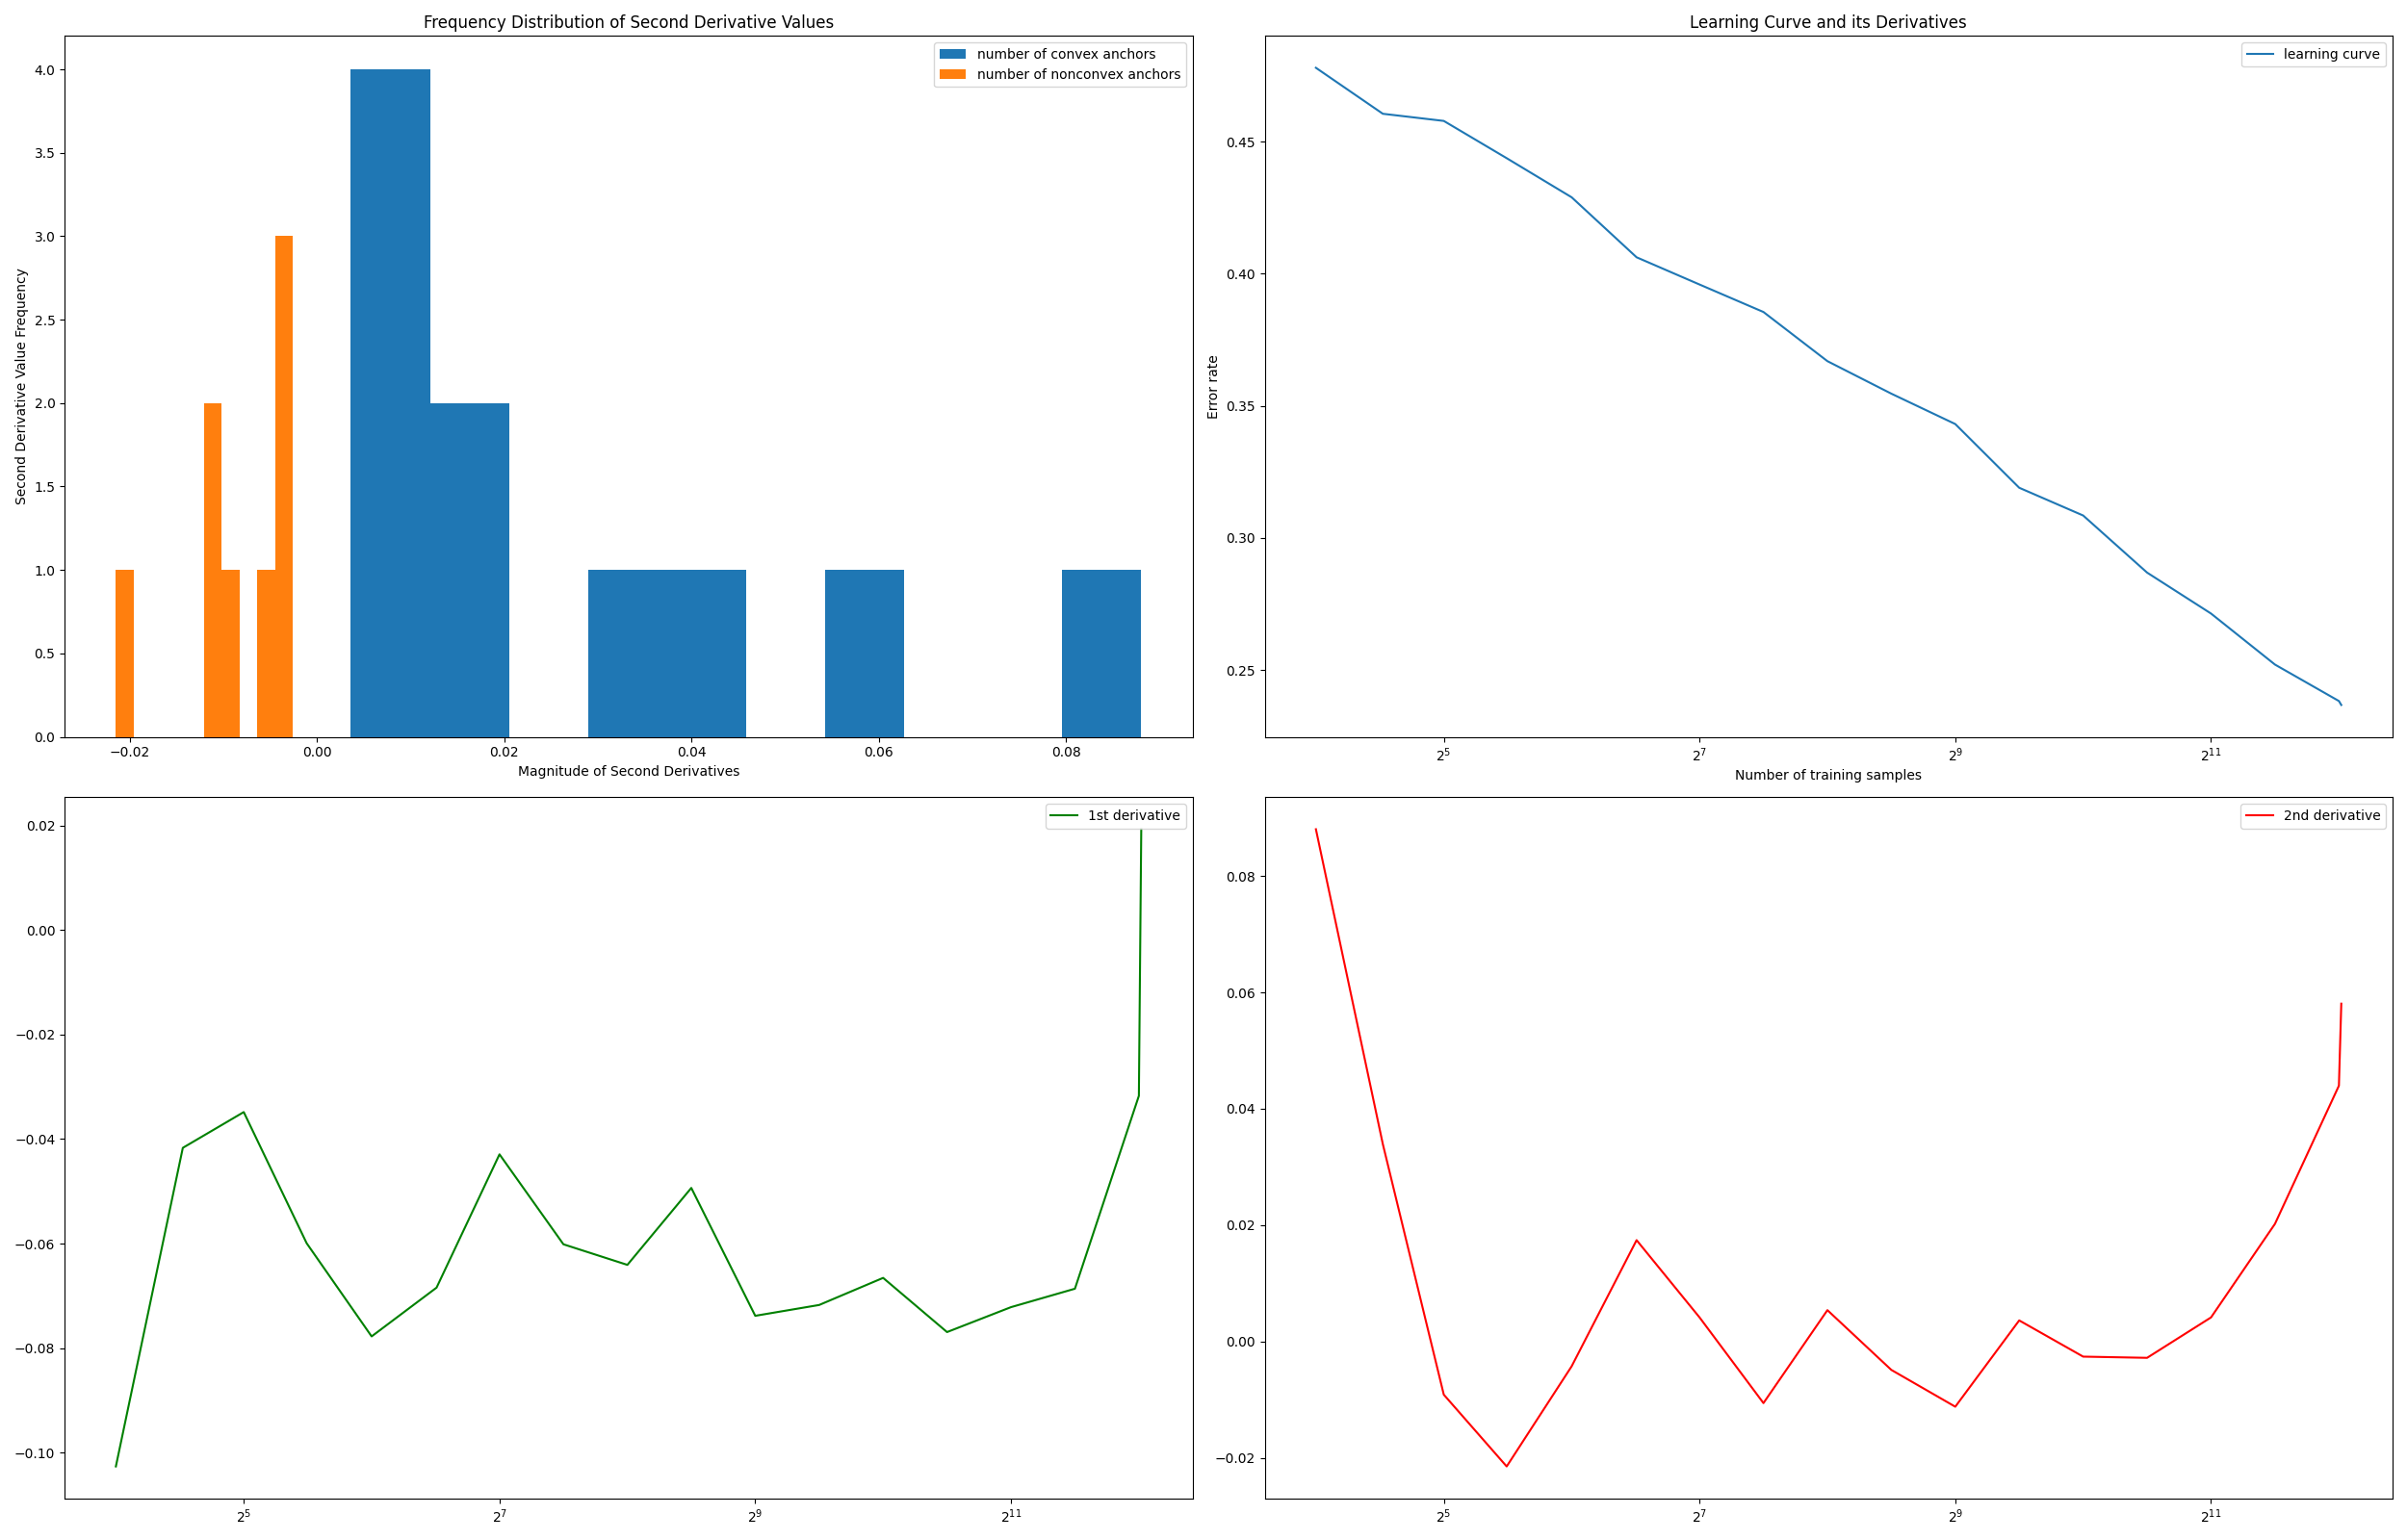 Frequency Distribution of Second Derivative Values
number of convex anchors
number of nonconvex anchors
4.0
3.5
3.0
2.5
2.0
1.5
1.0
0.5
0.0
Second Derivative Value Frequency
−0.02 0.00 0.02 0.04 0.06 0.08
Magnitude of Second Derivatives
Learning Curve and its Derivatives
learning curve
0.45
0.40
0.35
0.30
0.25
Error rate
2^5 2^7 2^9 2^11
Number of training samples
1st derivative
0.02
0.00
−0.02
−0.04
−0.06
−0.08
−0.10
2^5 2^7 2^9 2^11
2nd derivative
0.08
0.06
0.04
0.02
0.00
−0.02
2^5 2^7 2^9 2^11